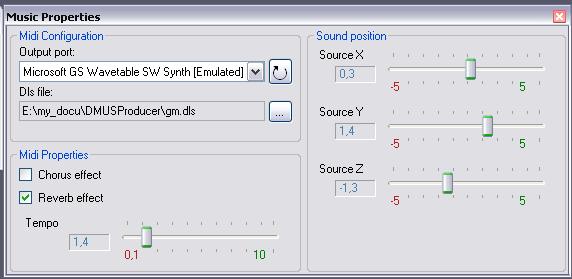 Music Properties
Midi Configuration
Output port:
Microsoft GS Wavetable SW Synth [Emulated]
Dls file:
E:\my_docu\DMUSProducer\gm.dls
...
Midi Properties
Chorus effect
Reverb effect
Tempo
1,4
0,1 10
Sound position
Source X
0,3
-5 5
Source Y
1,4
-5 5
Source Z
-1,3
-5 5